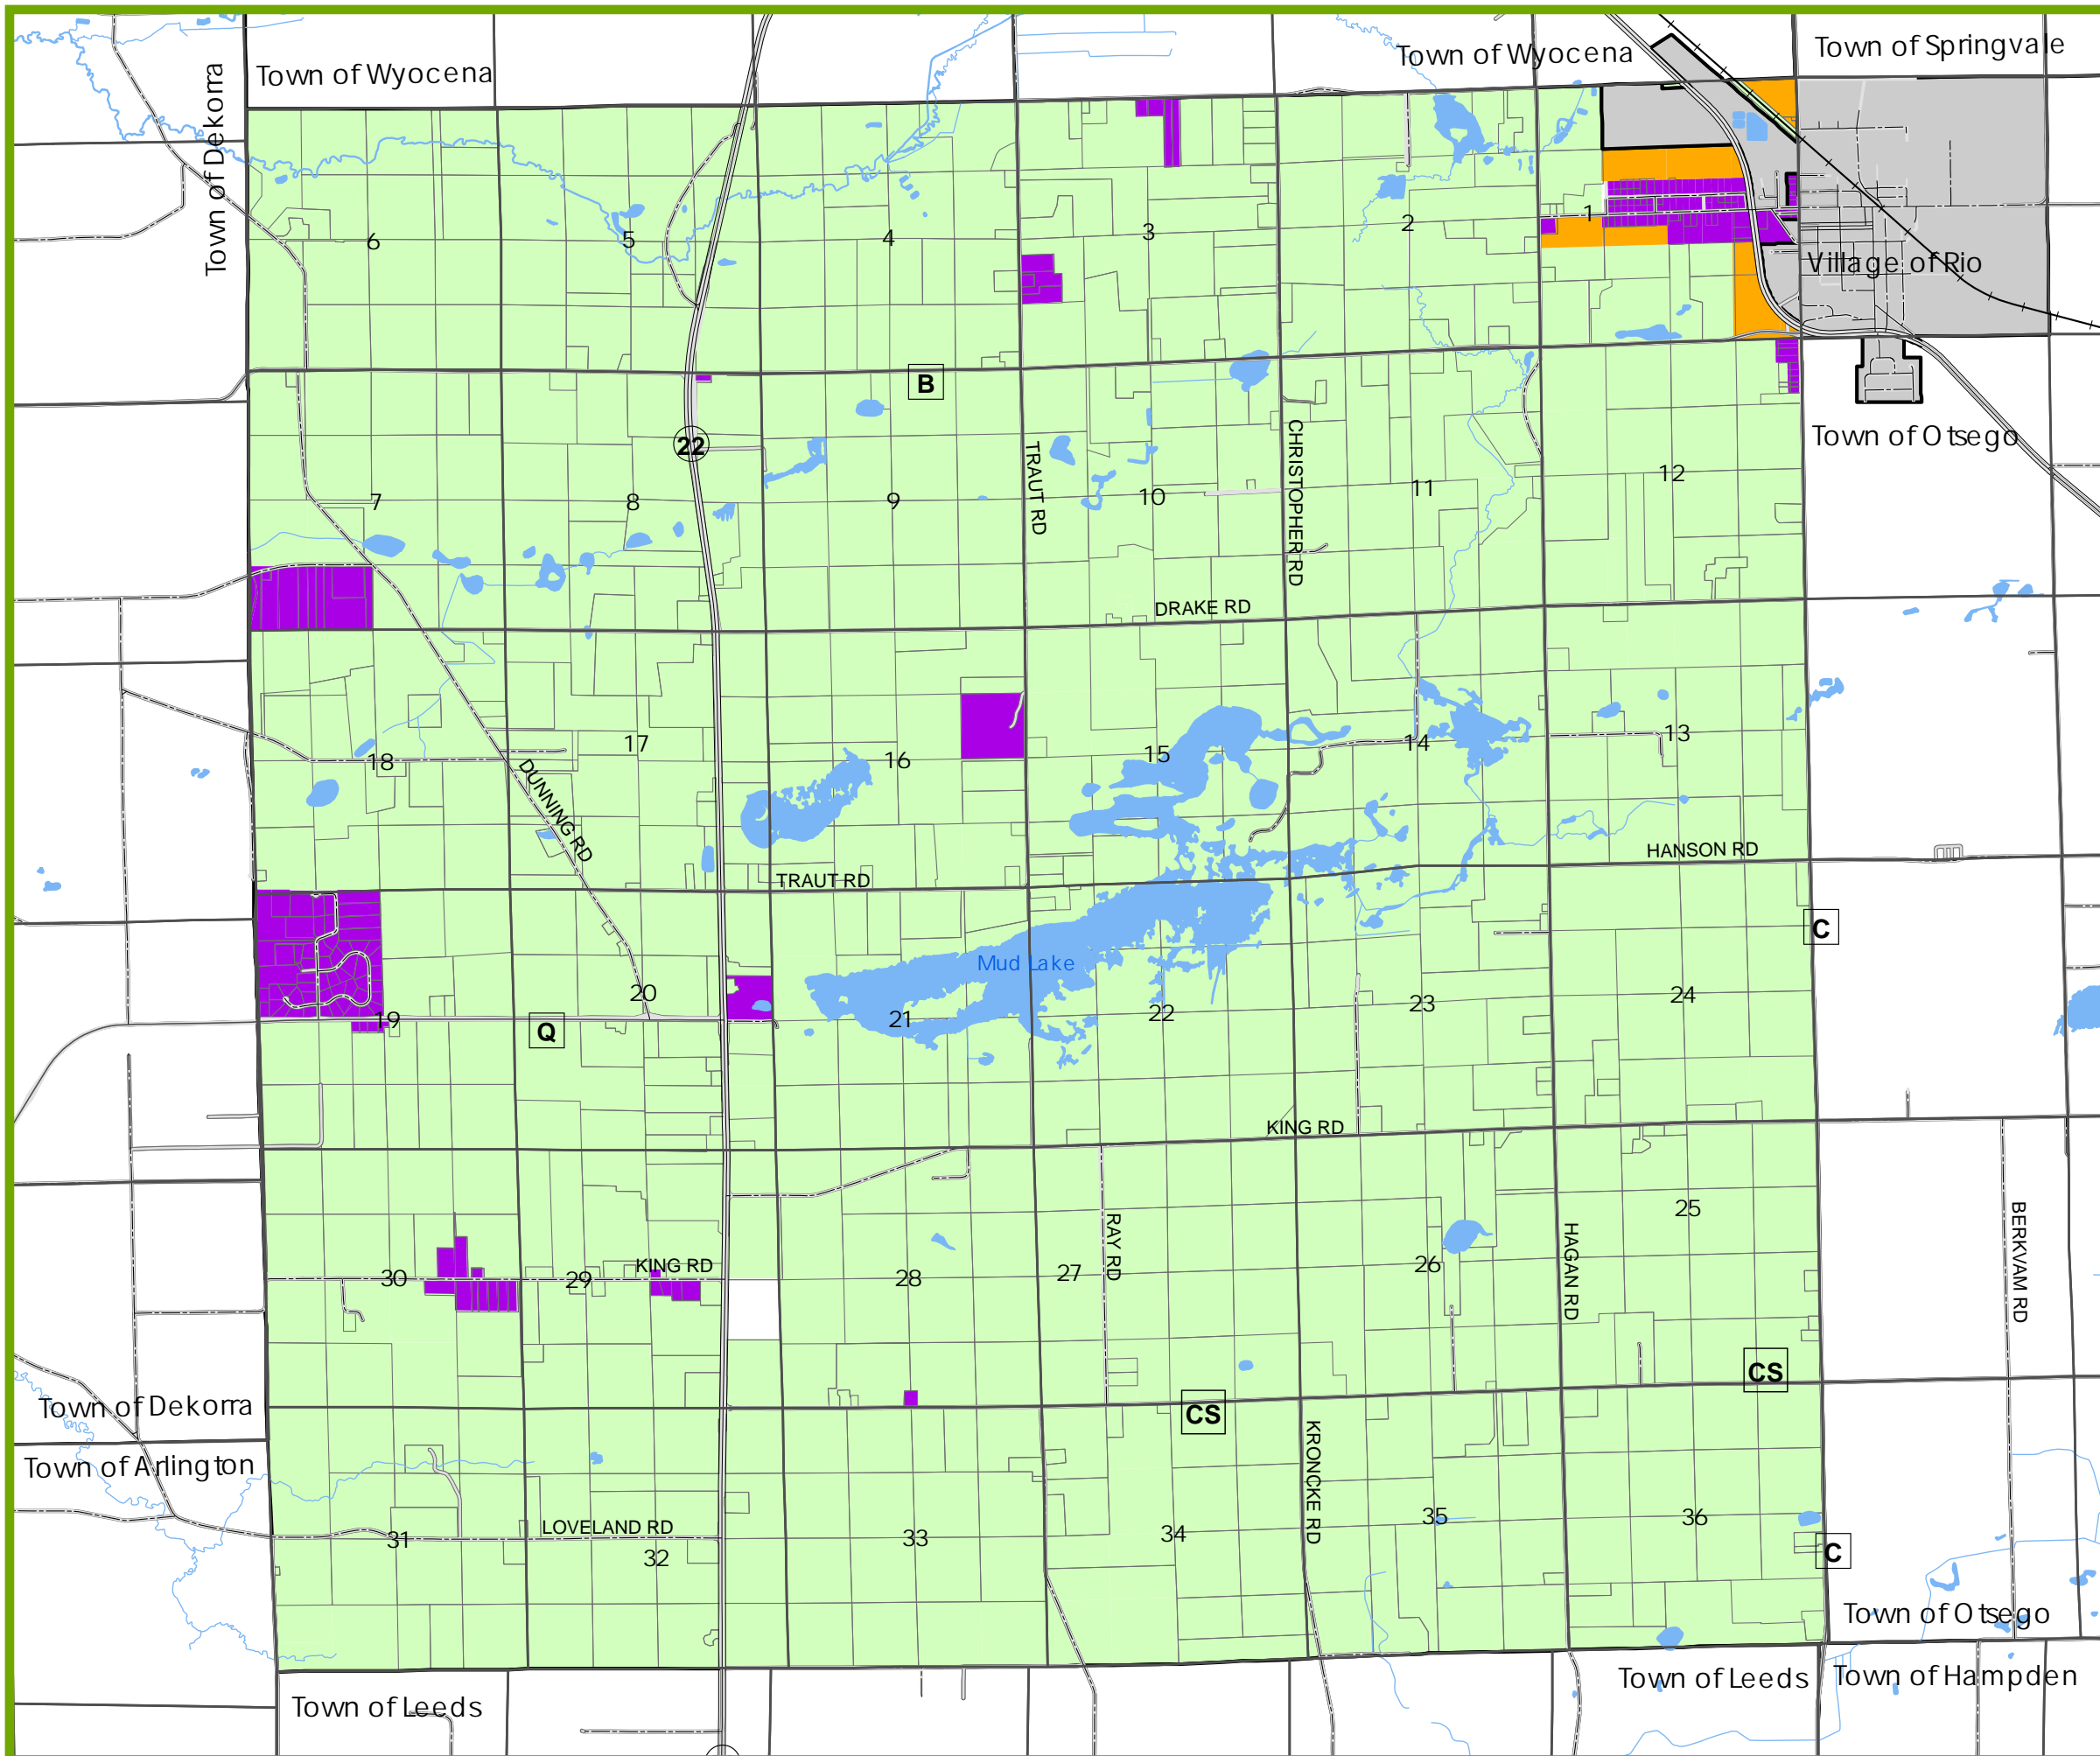 Town of Wyocena
Town of Wyocena
Town of Springvale
Town of Dekorra
6
5
4
3
2
1
Village of Rio
B
22
Town of Otsego
7
8
9
TRAUT RD
10
CHRISTOPHER RD
11
12
DRAKE RD
18
17
DUNNING RD
16
15
14
13
TRAUT RD
HANSON RD
C
Mud Lake
19
Q
20
21
22
23
24
KING RD
30
29
KING RD
28
27
RAY RD
26
HAGAN RD
25
BERKVAM RD
CS
CS
Town of Dekorra
Town of Arlington
KRONCKE RD
31
LOVELAND RD
32
33
34
35
36
C
Town of Otsego
Town of Leeds
Town of Leeds
Town of Hampden